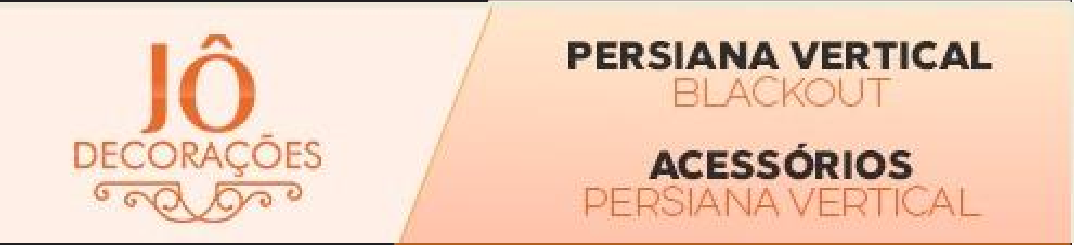 JÔ
DECORAÇÕES
PERSIANA VERTICAL
BLACKOUT
ACESSÓRIOS
PERSIANA VERTICAL